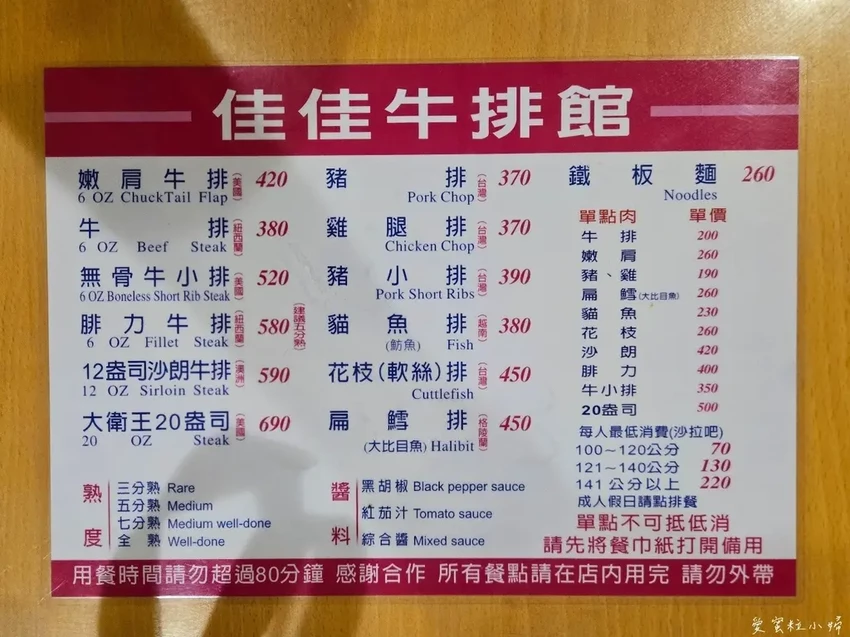 佳佳牛排館
嫩肩牛排(美國) 420
6 OZ ChuckTail Flap
牛排(紐西蘭) 380
6 OZ Beef Steak
無骨牛小排(美國) 520
6 OZ Boneless Short Rib Steak
腓力牛排(紐西蘭) 580 (建議五分熟)
6 OZ Fillet Steak
12盎司沙朗牛排(澳洲) 590
12 OZ Sirloin Steak
大衛王20盎司(美國) 690
20 OZ Steak
豬排(台灣) 370
Pork Chop
雞腿排(台灣) 370
Chicken Chop
豬小排(台灣) 390
Pork Short Ribs
貓魚排(越南) 380
(魴魚) Fish
花枝(軟絲)排(台灣) 450
Cuttlefish
扁鱈排(格陵蘭) 450
(大比目魚) Halibit
鐵板麵 260
Noodles
單點肉 單價
牛排 200
嫩肩 260
豬、雞 190
扁鱈(大比目魚) 260
貓魚 230
花枝 260
沙朗 420
腓力 400
牛小排 350
20盎司 500
每人最低消費(沙拉吧)
100~120公分 70
121~140公分 130
141公分以上 220
成人假日請點排餐
單點不可抵低消
請先將餐巾紙打開備用
熟度
三分熟 Rare
五分熟 Medium
七分熟 Medium well-done
全熟 Well-done
醬料
黑胡椒 Black pepper sauce
紅茄汁 Tomato sauce
綜合醬 Mixed sauce
用餐時間請勿超過80分鐘 感謝合作 所有餐點請在店內用完 請勿外帶
愛蜜粒小婦